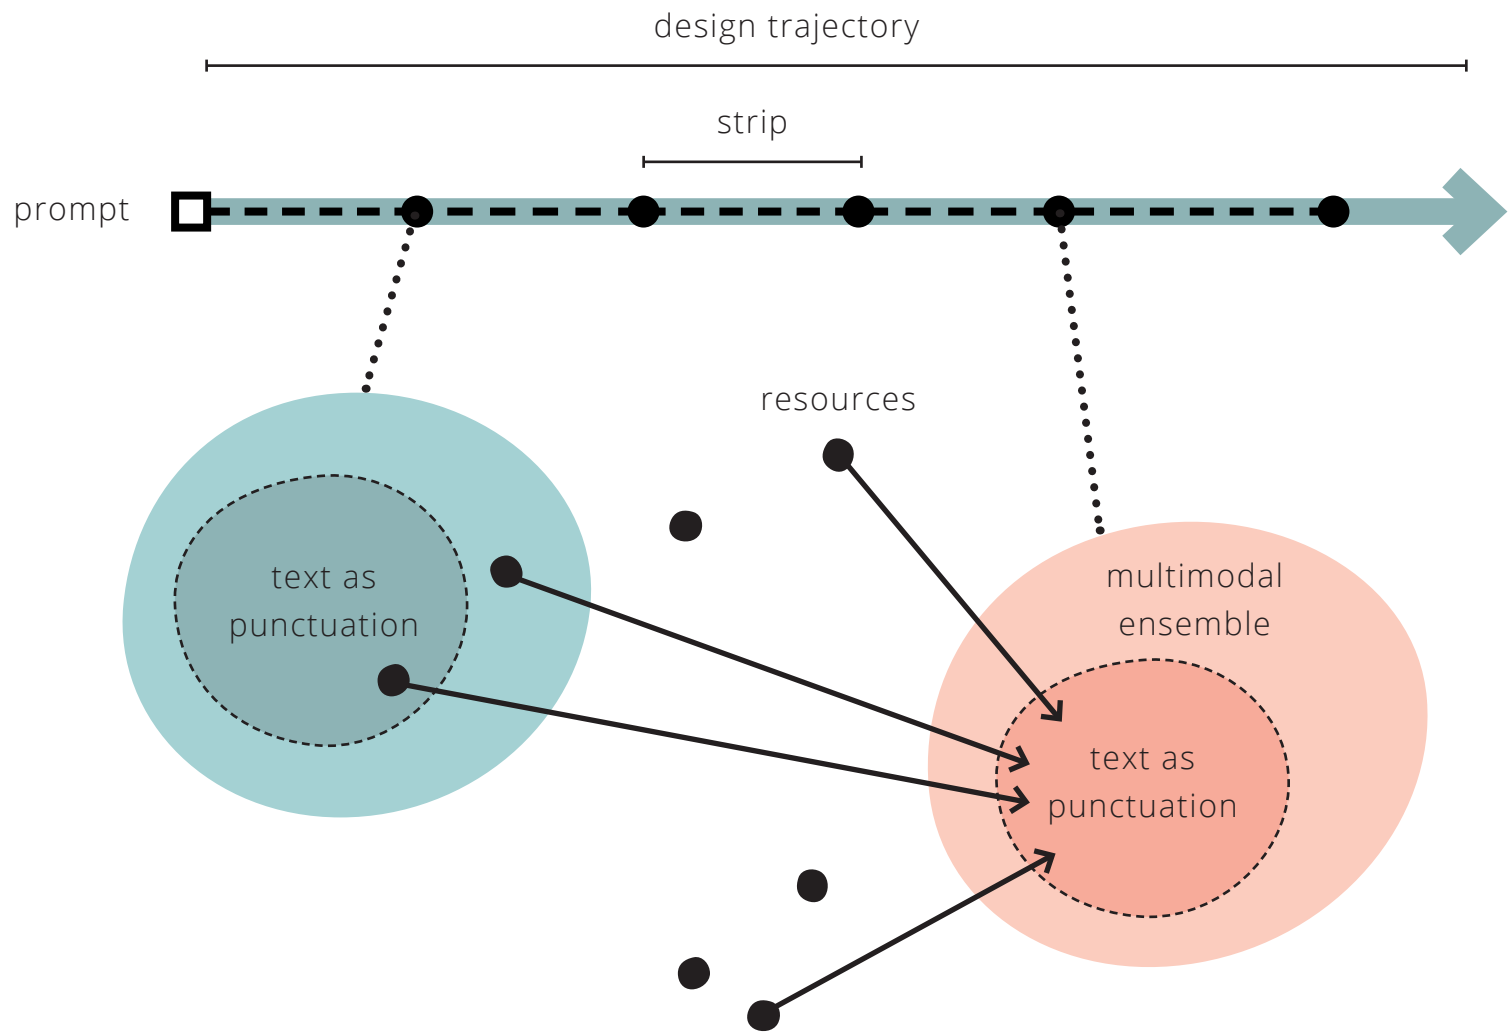 design trajectory
strip
prompt
resources
text as
punctuation
multimodal
ensemble
text as
punctuation